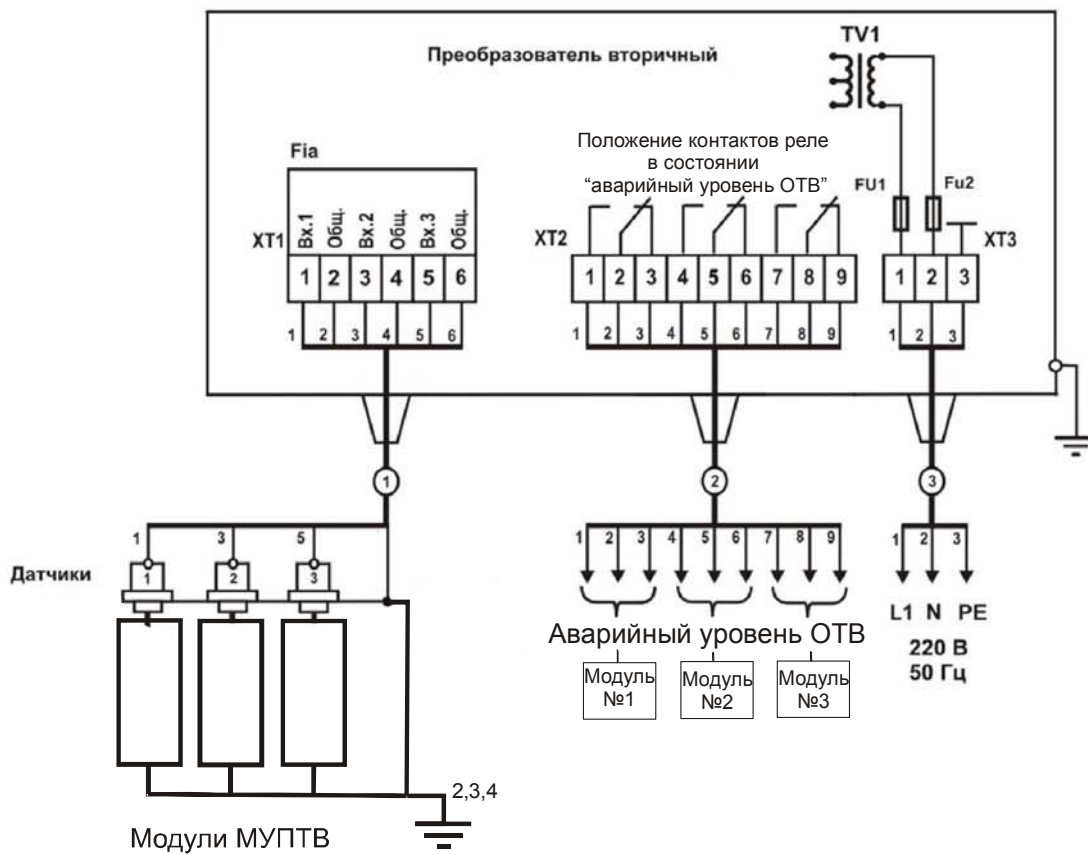 Преобразователь вторичный
TV1
Положение контактов реле
в состоянии
“аварийный уровень ОТВ”
Fia
FU1
Fu2
Вх.1
Общ.
Вх.2
Общ.
Вх.3
Общ.
XT1
XT2
XT3
1 2 3 4 5 6
1 2 3 4 5 6 7 8 9
1 2 3
1 2 3 4 5 6
1 2 3 4 5 6 7 8 9
1 2 3
1
2
3
1 3 5
1 2 3 4 5 6 7 8 9
1 2 3
Датчики
1 2 3
L1 N PE
220 В
50 Гц
Аварийный уровень ОТВ
Модуль
№1
Модуль
№2
Модуль
№3
2,3,4
Модули МУПТВ